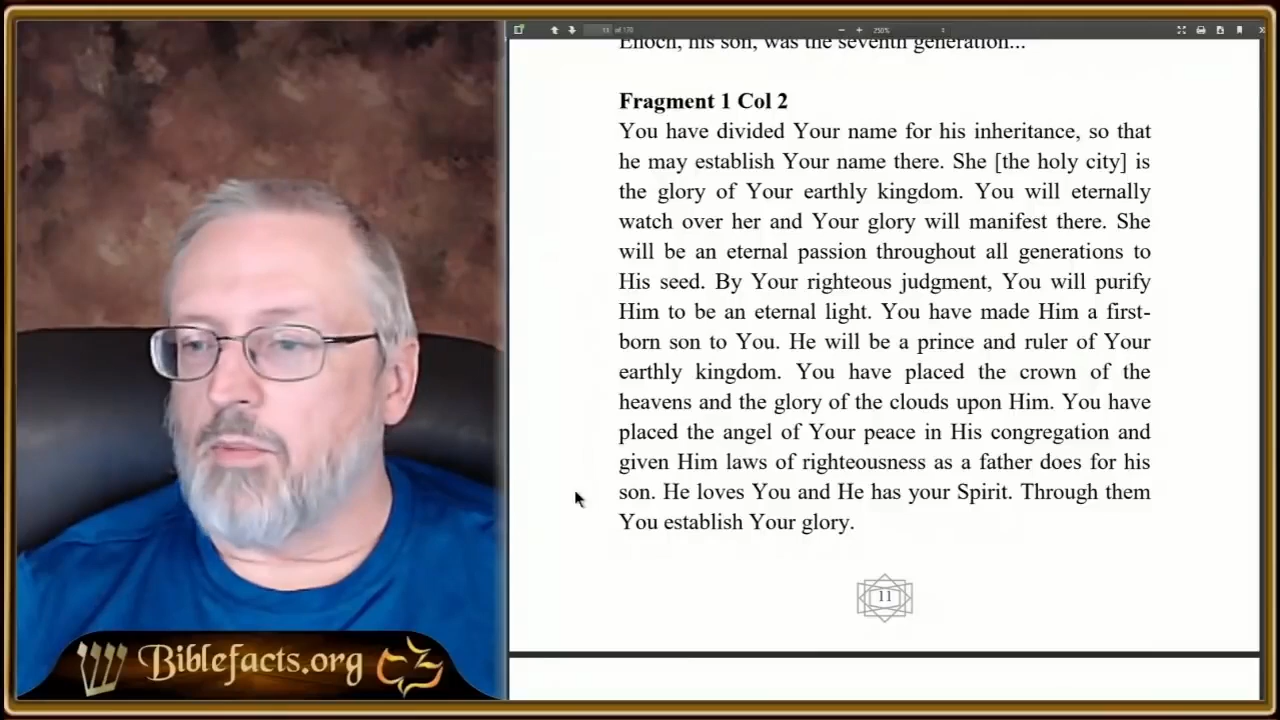 11 of 170
250%
Enoch, his son, was the seventh generation...
Fragment 1 Col 2
You have divided Your name for his inheritance, so that
he may establish Your name there. She [the holy city] is
the glory of Your earthly kingdom. You will eternally
watch over her and Your glory will manifest there. She
will be an eternal passion throughout all generations to
His seed. By Your righteous judgment, You will purify
Him to be an eternal light. You have made Him a first-
born son to You. He will be a prince and ruler of Your
earthly kingdom. You have placed the crown of the
heavens and the glory of the clouds upon Him. You have
placed the angel of Your peace in His congregation and
given Him laws of righteousness as a father does for his
son. He loves You and He has your Spirit. Through them
You establish Your glory.
11
Biblefacts.org